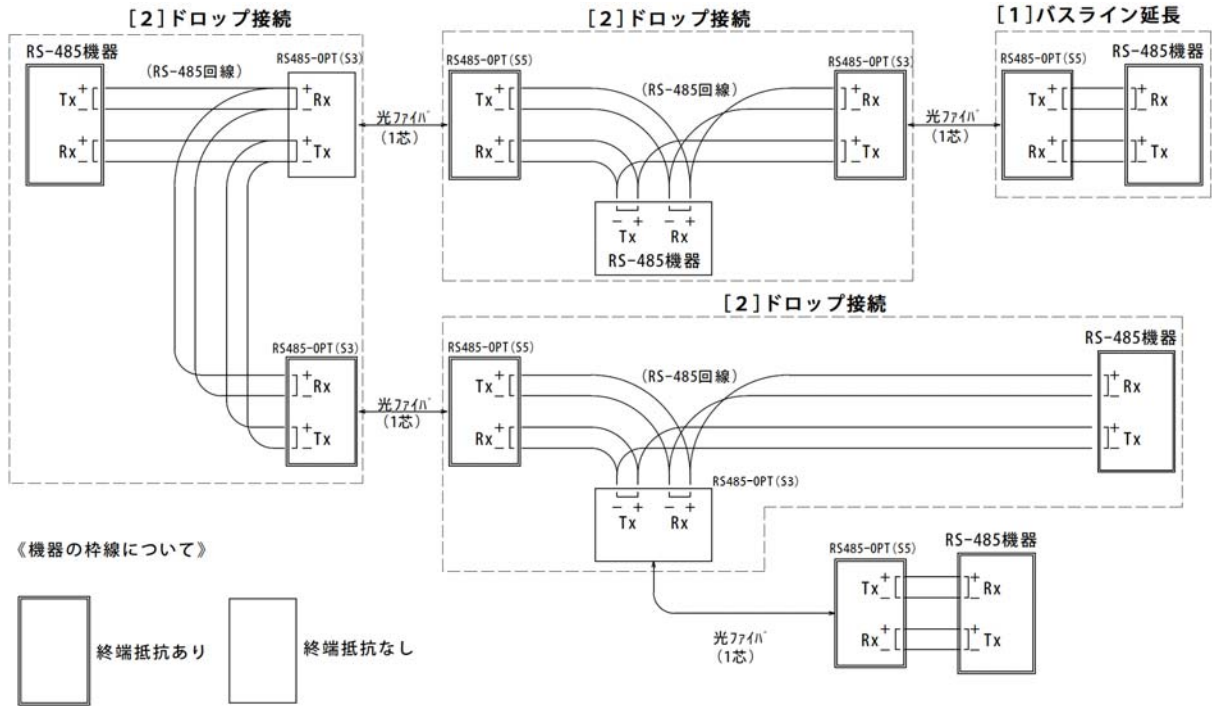 [2]ドロップ接続
RS-485機器
(RS-485回線)
RS485-OPT(S3)
Tx + −
Rx + −
+ − Rx
+ − Tx
光ファイバ
(1芯)
RS485-OPT(S3)
+ − Rx
+ − Tx
光ファイバ
(1芯)
[2]ドロップ接続
RS485-OPT(S5)
(RS-485回線)
RS485-OPT(S3)
Tx + −
Rx + −
+ − Rx
+ − Tx
− + − +
Tx Rx
RS-485機器
光ファイバ
(1芯)
[1]バスライン延長
RS485-OPT(S5)
RS-485機器
Tx + −
Rx + −
+ − Rx
+ − Tx
[2]ドロップ接続
RS485-OPT(S5)
(RS-485回線)
RS-485機器
Tx + −
Rx + −
+ − Rx
+ − Tx
− + − +
Tx Rx
RS485-OPT(S3)
光ファイバ
(1芯)
RS485-OPT(S5)
RS-485機器
Tx + −
Rx + −
+ − Rx
+ − Tx
《機器の枠線について》
終端抵抗あり
終端抵抗なし